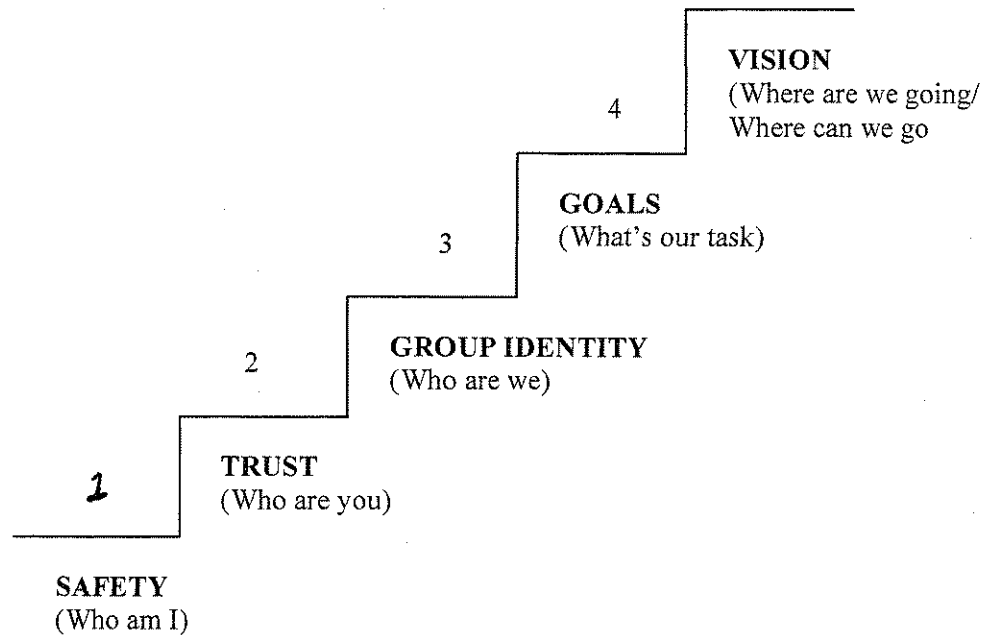 VISION
(Where are we going/
Where can we go
4
GOALS
(What's our task)
3
GROUP IDENTITY
(Who are we)
2
TRUST
(Who are you)
1
SAFETY
(Who am I)